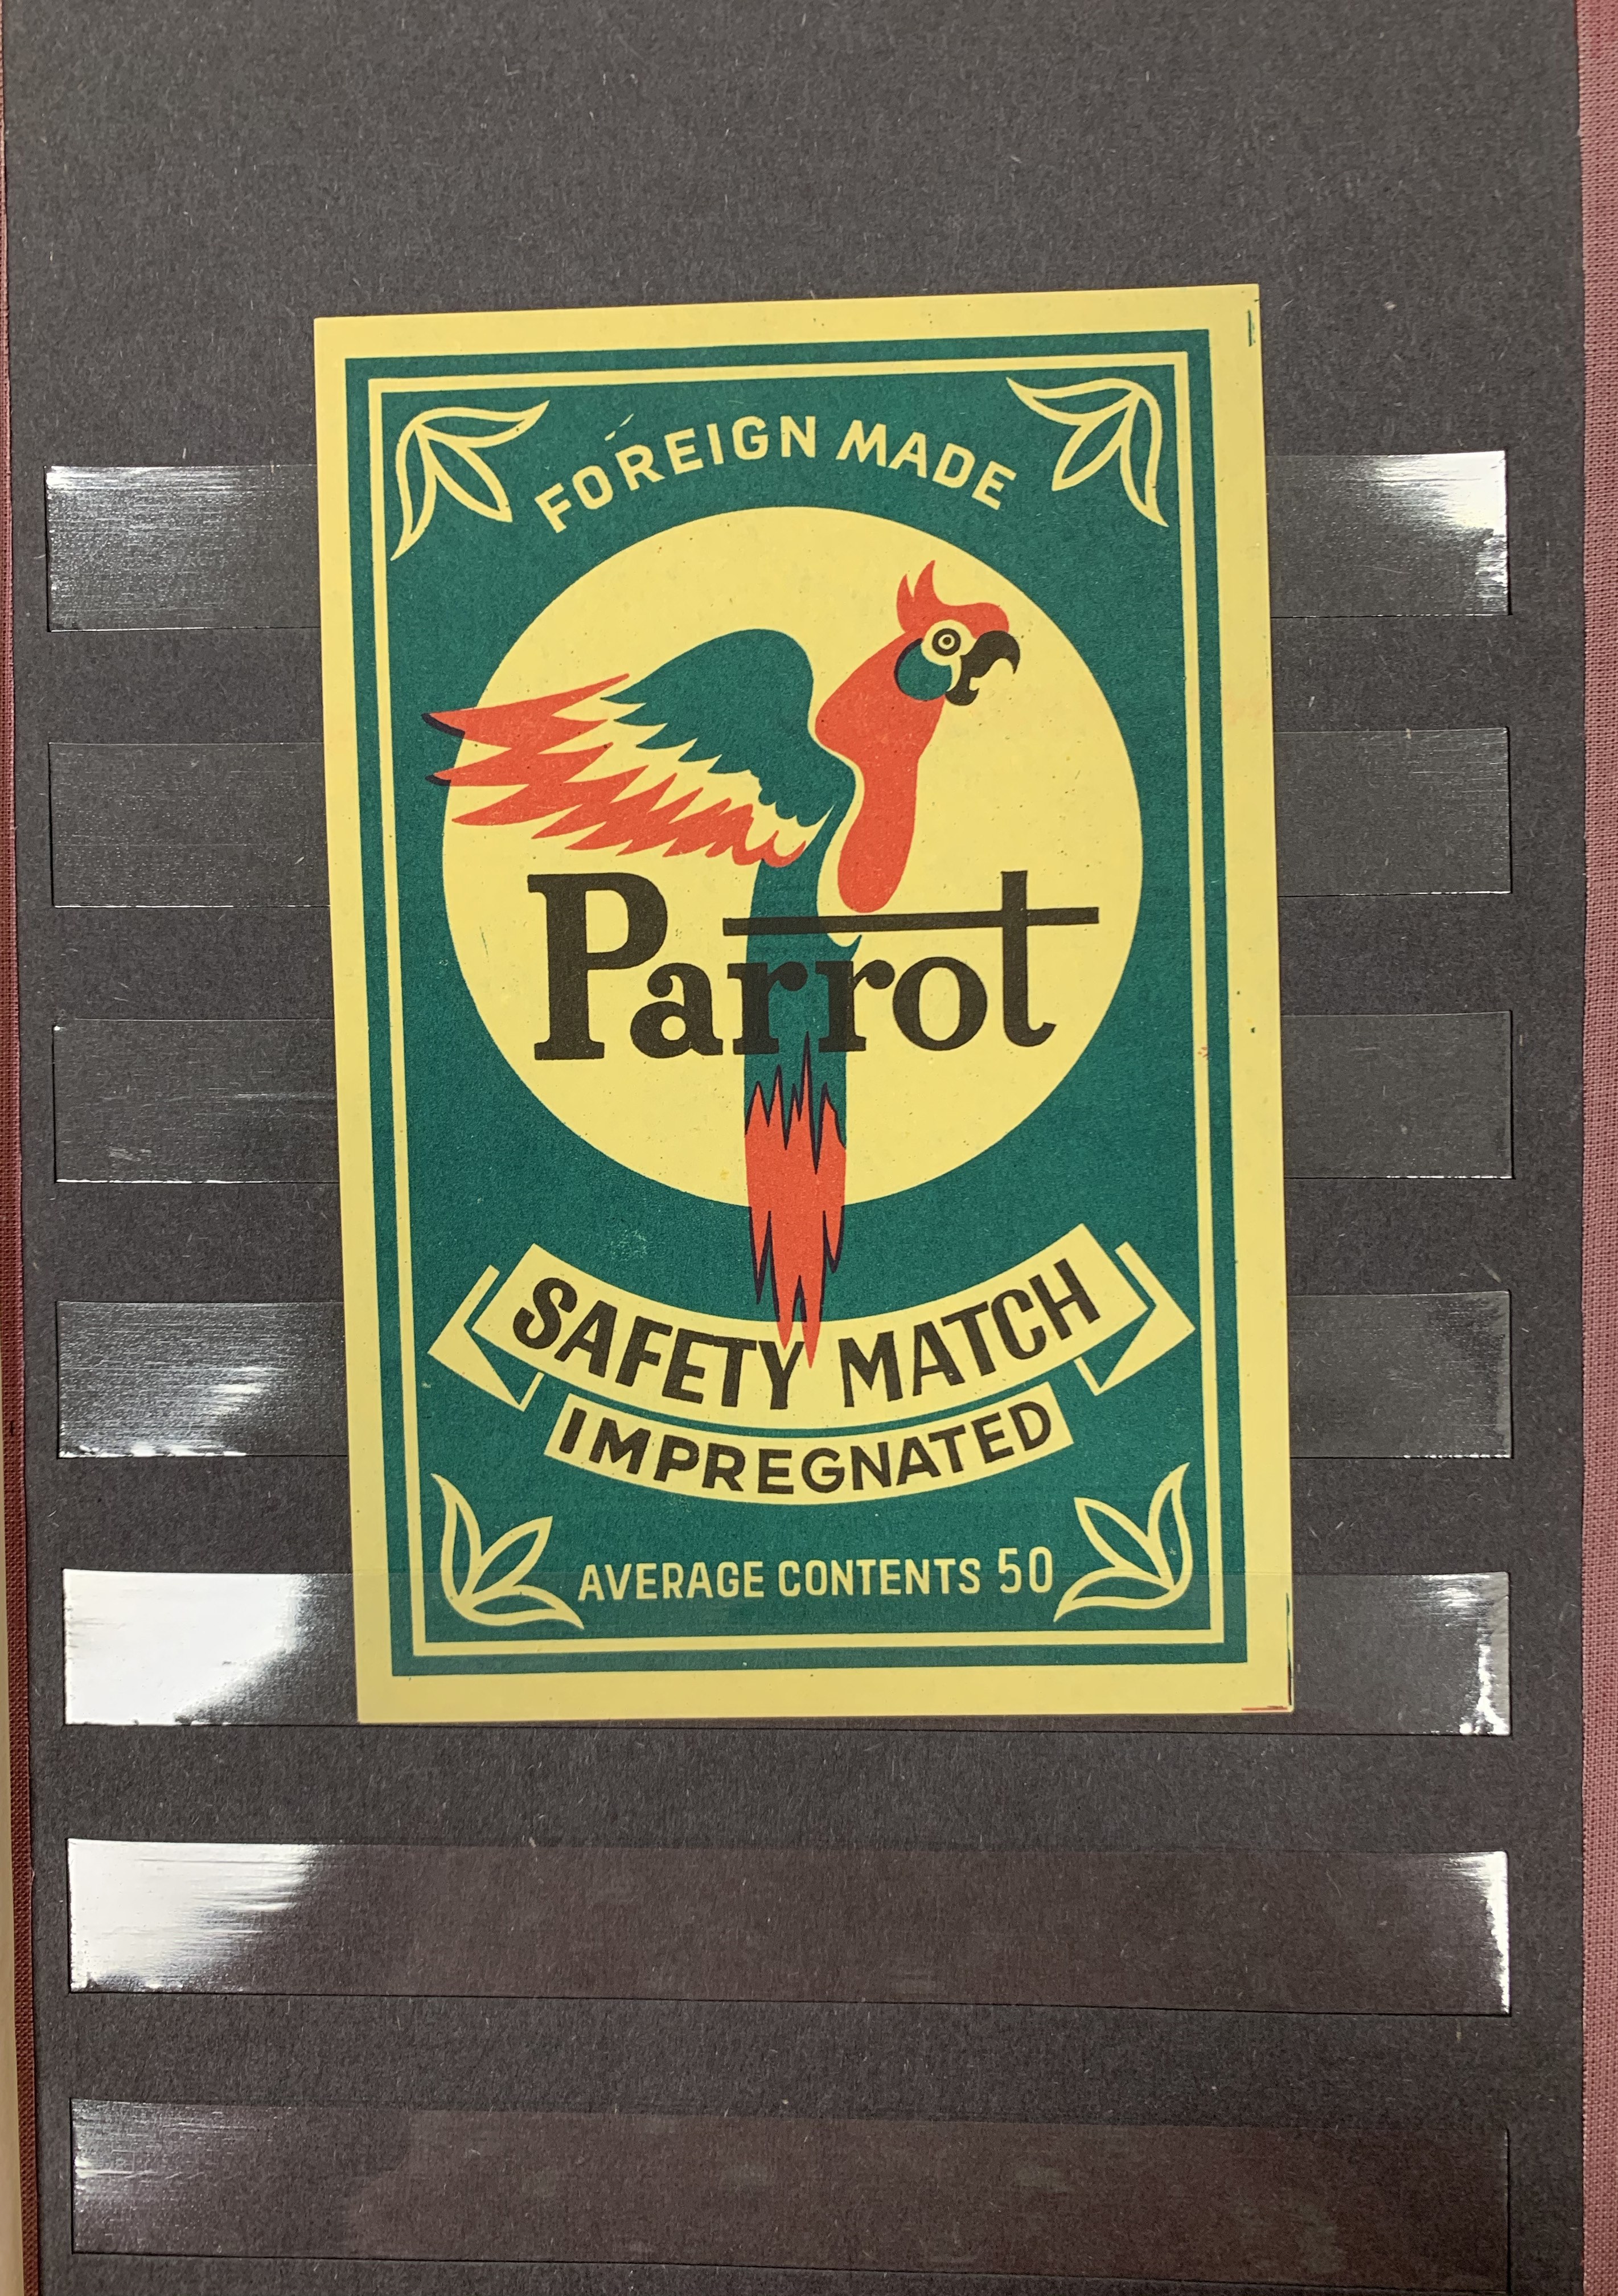 FOREIGN MADE
Parrot
SAFETY MATCH
IMPREGNATED
AVERAGE CONTENTS 50